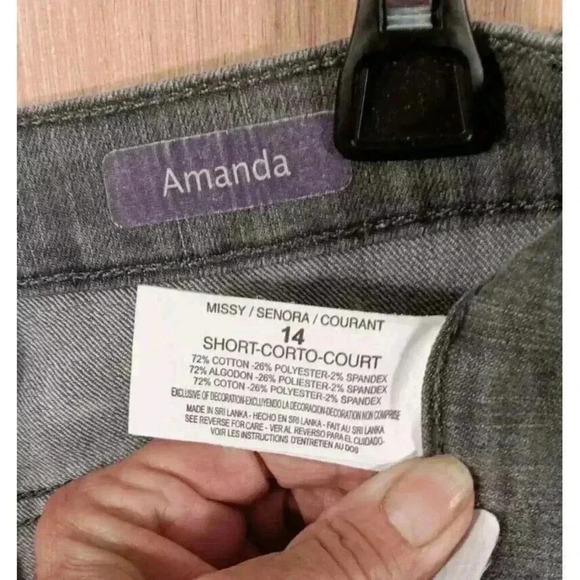 Amanda
MISSY / SENORA / COURANT
14
SHORT-CORTO-COURT
72% COTTON -26% POLYESTER-2% SPANDEX
72% ALGODON -26% POLIESTER-2% SPANDEX
72% COTON -26% POLYESTER-2% SPANDEX
EXCLUSIVE OF DECORATION-EXCLUYENDO LA DECORACION-DECORATION NON COMPRISE
MADE IN SRI LANKA - HECHO EN SRI LANKA - FAIT AU SRI LANKA
SEE REVERSE FOR CARE - VER AL REVERSO PARA EL CUIDADO-
VOIR LES INSTRUCTIONS D'ENTRETIEN AU DOS